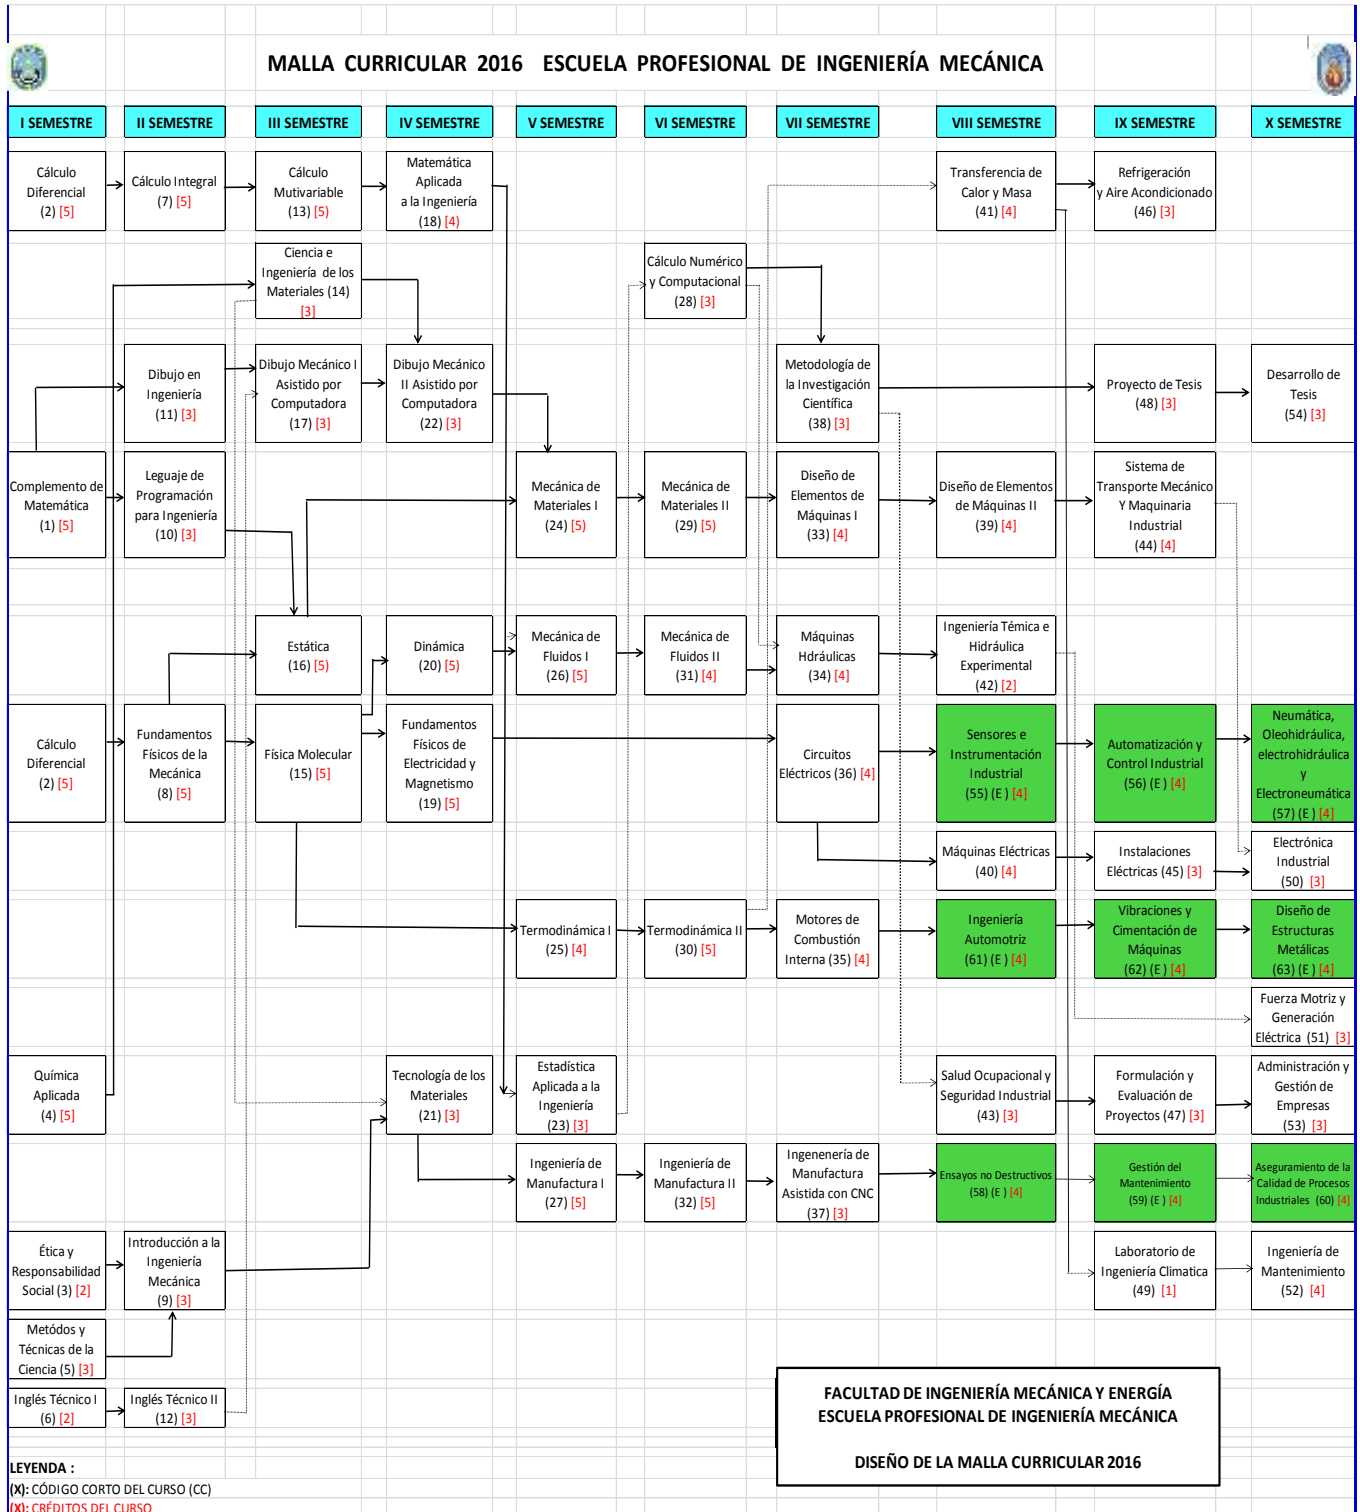 MALLA CURRICULAR 2016 ESCUELA PROFESIONAL DE INGENIERÍA MECÁNICA
I SEMESTRE
II SEMESTRE
III SEMESTRE
IV SEMESTRE
V SEMESTRE
VI SEMESTRE
VII SEMESTRE
VIII SEMESTRE
IX SEMESTRE
X SEMESTRE
Cálculo
Diferencial
(2) [5]
Cálculo Integral
(7) [5]
Cálculo
Mutivariable
(13) [5)
Matemática
Aplicada
a la Ingeniería
(18) [4)
Transferencia de
Calor y Masa
(41) [4]
Refrigeración
y Aire Acondicionado
(46) [3]
Ciencia e
Ingeniería de los
Materiales (14)
[3]
Cálculo Numérico
y Computacional
(28) [3]
Dibujo en
Ingeniería
(11) [3]
Dibujo Mecánico I
Asistido por
Computadora
(17) [3]
Dibujo Mecánico
II Asistido por
Computadora
(22) [3]
Metodología de
la Investigación
Científica
(38) [3]
Proyecto de Tesis
(48) [3]
Desarrollo de
Tesis
(54) [3]
Complemento de
Matemática
(1) [5]
Leguaje de
Programación
para Ingeniería
(10) [3]
Mecánica de
Materiales I
(24) [5)
Mecánica de
Materiales II
(29) [5)
Diseño de
Elementos de
Máquinas I
(33) [4]
Diseño de Elementos
de Máquinas II
(39) [4]
Sistema de
Transporte Mecánico
Y Maquinaria
Industrial
(44) [4]
Estática
(16) [5)
Dinámica
(20) [5)
Mecánica de
Fluidos I
(26) [5]
Mecánica de
Fluidos II
(31) [4]
Máquinas
Hdráulicas
(34) [4]
Ingeniería Témica e
Hidráulica
Experimental
(42) [2]
Cálculo
Diferencial
(2) [5]
Fundamentos
Físicos de la
Mecánica
(8) [5]
Física Molecular
(15) [5]
Fundamentos
Físicos de
Electricidad y
Magnetismo
(19) [5]
Circuitos
Eléctricos (36) [4]
Sensores e
Instrumentación
Industrial
(55) (E ) [4]
Automatización y
Control Industrial
(56) (E ) [4]
Neumática,
Oleohidráulica,
electrohidráulica
y
Electroneumática
(57) (E ) [4]
Máquinas Eléctricas
(40) [4]
Instalaciones
Eléctricas (45) [3]
Electrónica
Industrial
(50) [3]
Termodinámica I
(25) [4]
Termodinámica II
(30) [5]
Motores de
Combustión
Interna (35) [4]
Ingeniería
Automotriz
(61) (E ) [4]
Vibraciones y
Cimentación de
Máquinas
(62) (E ) [4]
Diseño de
Estructuras
Metálicas
(63) (E ) [4]
Fuerza Motriz y
Generación
Eléctrica (51) [3]
Química
Aplicada
(4) [5]
Tecnología de los
Materiales
(21) [3]
Estadística
Aplicada a la
Ingeniería
(23) [3]
Salud Ocupacional y
Seguridad Industrial
(43) [3]
Formulación y
Evaluación de
Proyectos (47) [3]
Administración y
Gestión de
Empresas
(53) [3]
Ingeniería de
Manufactura I
(27) [5]
Ingeniería de
Manufactura II
(32) [5]
Ingenenería de
Manufactura
Asistida con CNC
(37) [3]
Ensayos no Destructivos
(58) (E ) [4]
Gestión del
Mantenimiento
(59) (E ) [4]
Aseguramiento de la
Calidad de Procesos
Industriales (60) [4]
Ética y
Responsabilidad
Social (3) [2]
Introducción a la
Ingeniería
Mecánica
(9) [3]
Laboratorio de
Ingeniería Climatica
(49) [1]
Ingeniería de
Mantenimiento
(52) [4]
Metódos y
Técnicas de la
Ciencia (5) [3]
Inglés Técnico I
(6) [2]
Inglés Técnico II
(12) [3]
FACULTAD DE INGENIERÍA MECÁNICA Y ENERGÍA
ESCUELA PROFESIONAL DE INGENIERÍA MECÁNICA
DISEÑO DE LA MALLA CURRICULAR 2016
LEYENDA :
(X): CÓDIGO CORTO DEL CURSO (CC)
(X): CRÉDITOS DEL CURSO